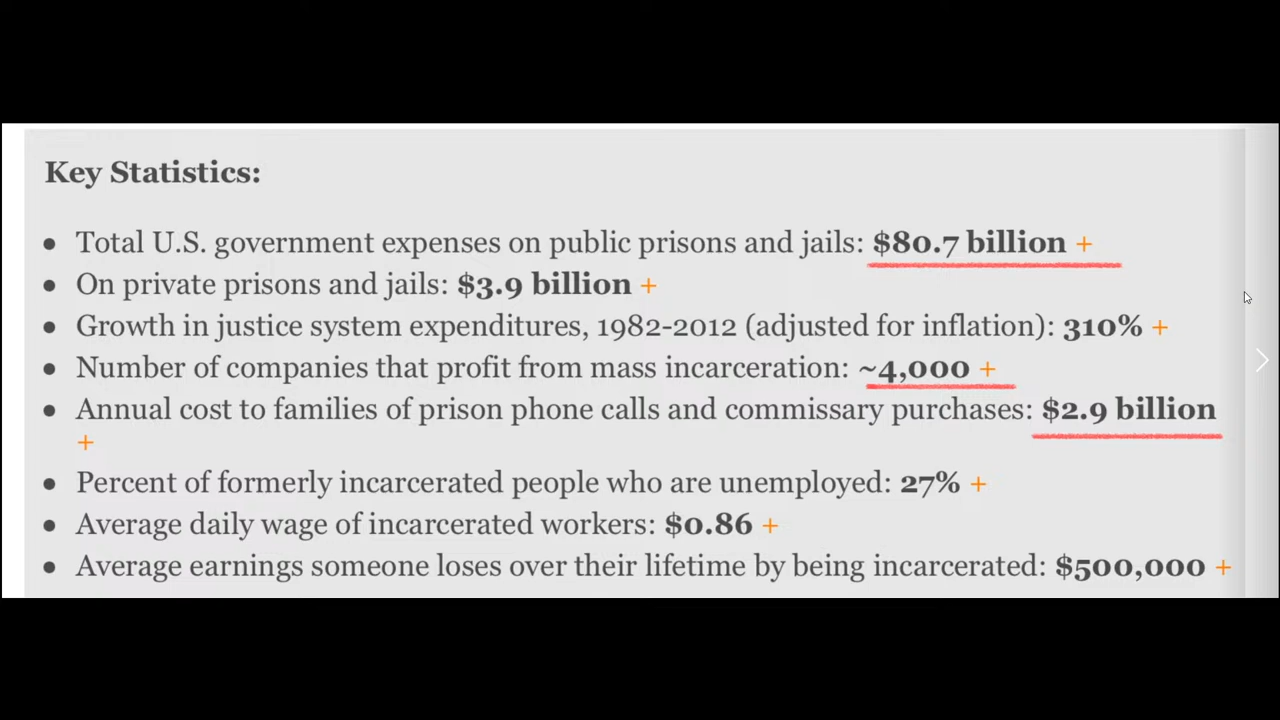 Key Statistics:
● Total U.S. government expenses on public prisons and jails: $80.7 billion +
● On private prisons and jails: $3.9 billion +
● Growth in justice system expenditures, 1982-2012 (adjusted for inflation): 310% +
● Number of companies that profit from mass incarceration: ~4,000 +
● Annual cost to families of prison phone calls and commissary purchases: $2.9 billion
+
● Percent of formerly incarcerated people who are unemployed: 27% +
● Average daily wage of incarcerated workers: $0.86 +
● Average earnings someone loses over their lifetime by being incarcerated: $500,000 +